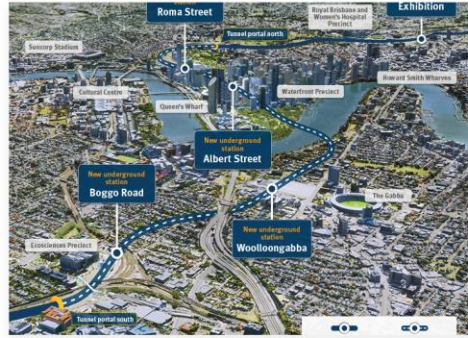 Roma Street
Royal Brisbane and
Women's Hospital
Precinct
Exhibition
Tunnel portal north
Suncorp Stadium
Howard Smith Wharves
Cultural Centre
Waterfront Precinct
Queen's Wharf
New underground
station
Albert Street
New underground
station
Boggo Road
The Gabba
New underground
station
Woolloongabba
Ecosciences Precinct
Tunnel portal south